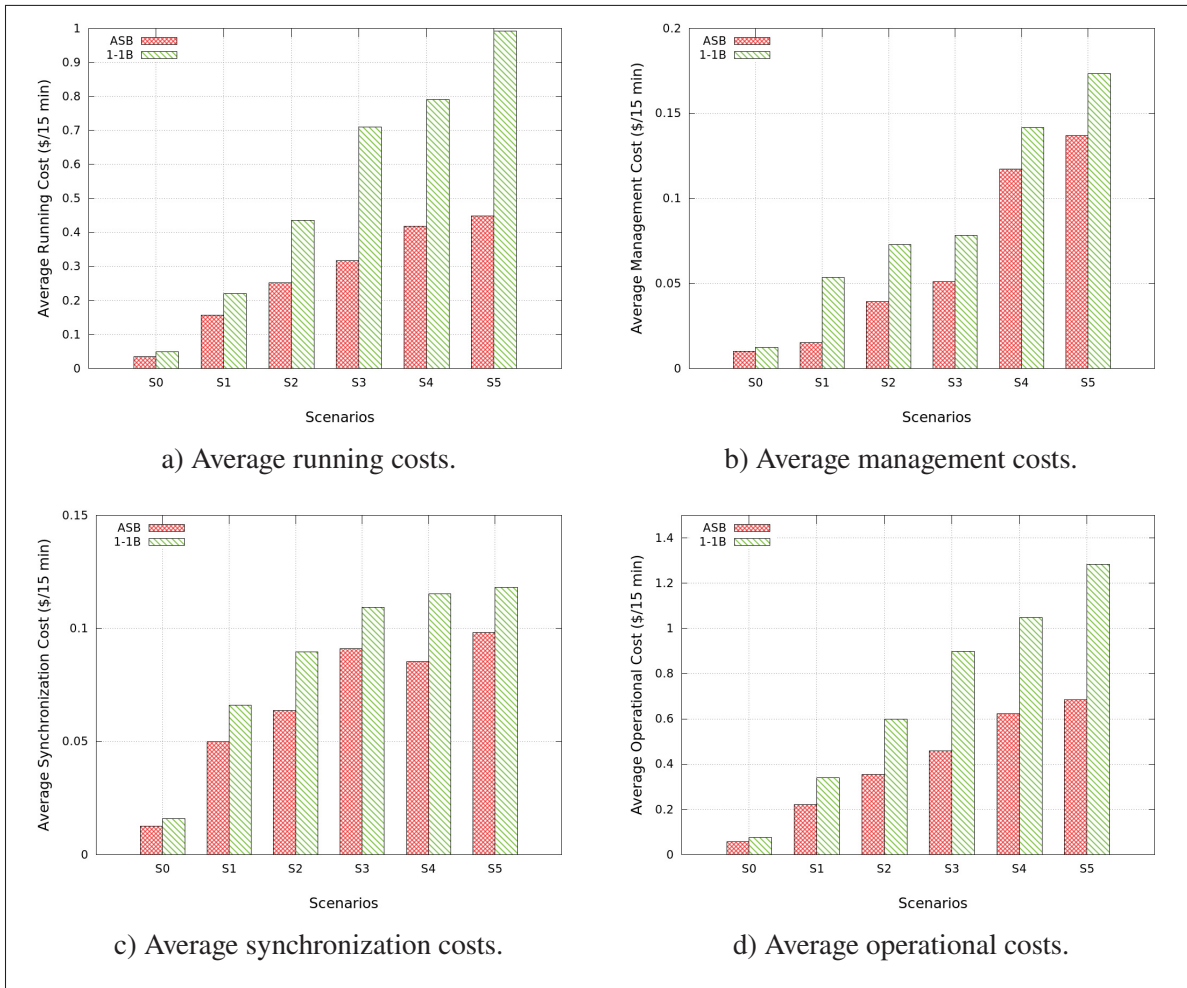 1
0.9
0.8
0.7
0.6
0.5
0.4
0.3
0.2
0.1
0
Average Running Cost ($/15 min)
ASB
1-1B
S0 S1 S2 S3 S4 S5
Scenarios
a) Average running costs.
0.2
0.15
0.1
0.05
0
Average Management Cost ($/15 min)
ASB
1-1B
S0 S1 S2 S3 S4 S5
Scenarios
b) Average management costs.
0.15
0.1
0.05
0
Average Synchronization Cost ($/15 min)
ASB
1-1B
S0 S1 S2 S3 S4 S5
Scenarios
c) Average synchronization costs.
1.4
1.2
1
0.8
0.6
0.4
0.2
0
Average Operational Cost ($/15 min)
ASB
1-1B
S0 S1 S2 S3 S4 S5
Scenarios
d) Average operational costs.